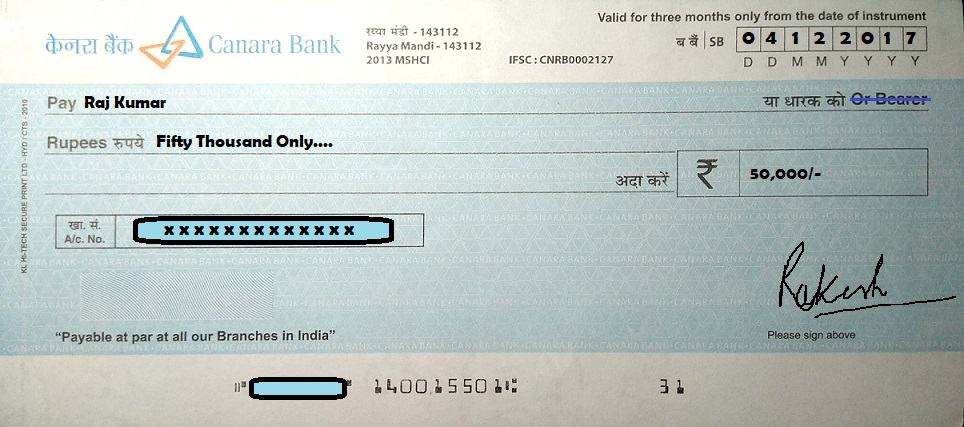 Valid for three months only from the date of instrument
केनरा बैंक Canara Bank
रय्या मंडी - 143112
Rayya Mandi - 143112
2013 MSHCI
IFSC : CNRB0002127
ब बैं SB 0 4 1 2 2 0 1 7
D D M M Y Y Y Y
Pay Raj Kumar या धारक को Or Bearer
Rupees रुपये Fifty Thousand Only....
अदा करें ₹ 50,000/-
खा. सं.
A/c. No. X X X X X X X X X X X X X
KL HI-TECH SECURE PRINT LTD - HYD / CTS - 2010
Rakesh
"Payable at par at all our Branches in India"
Please sign above
140015501 31